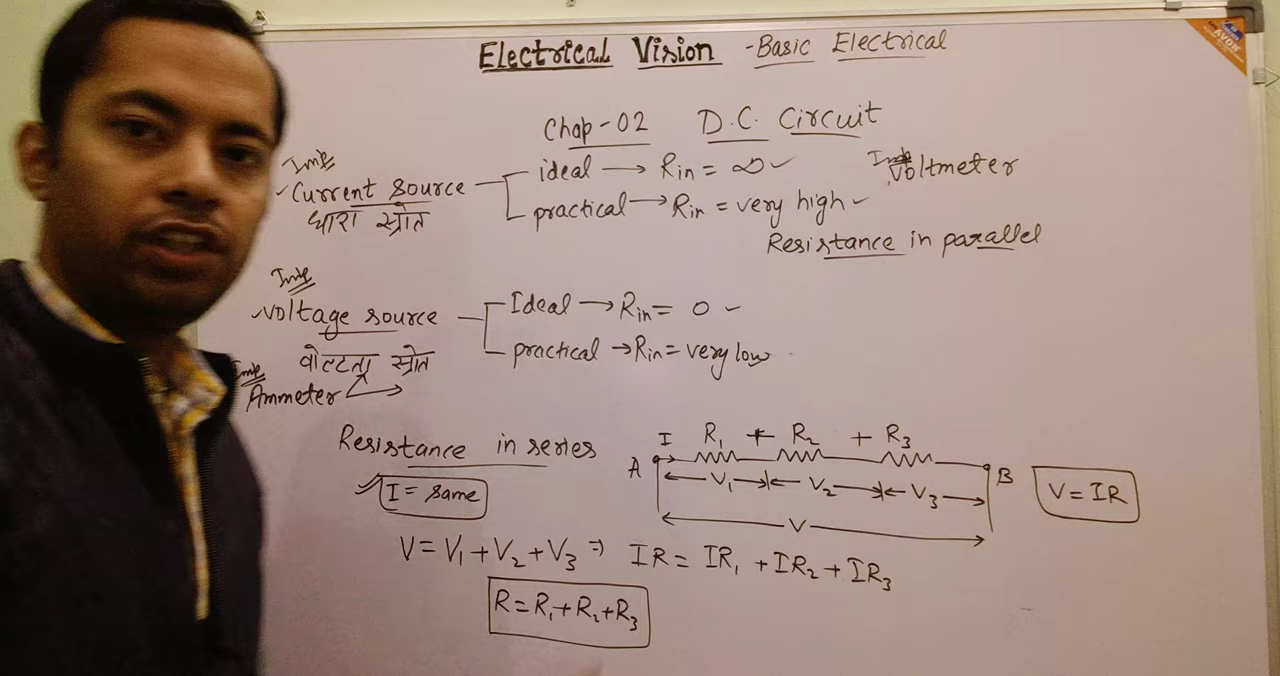 Electrical Vision - Basic Electrical
Chap-02 D.C. Circuit
Imp
Current source
धारा स्त्रोत
ideal → Rin = ∞
practical → Rin = very high
Imp
Voltmeter
Resistance in parallel
Imp
voltage source
वोल्टता स्त्रोत
Ideal → Rin = 0
practical → Rin = very low
Imp
Ammeter
Resistance in series
I = same
I R₁ + R₂ + R₃
A B
V₁ V₂ V₃
V
V = IR
V = V₁ + V₂ + V₃ ⇒ IR = IR₁ + IR₂ + IR₃
R = R₁ + R₂ + R₃